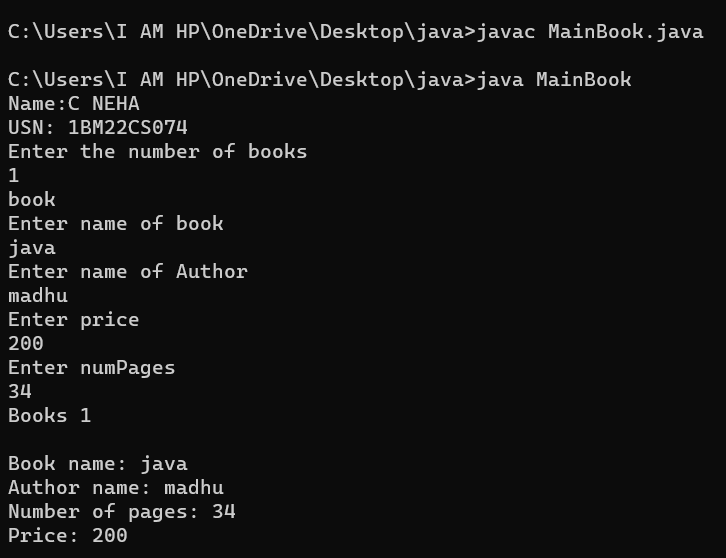 C:\Users\I AM HP\OneDrive\Desktop\java>javac MainBook.java
C:\Users\I AM HP\OneDrive\Desktop\java>java MainBook
Name:C NEHA
USN: 1BM22CS074
Enter the number of books
1
book
Enter name of book
java
Enter name of Author
madhu
Enter price
200
Enter numPages
34
Books 1
Book name: java
Author name: madhu
Number of pages: 34
Price: 200